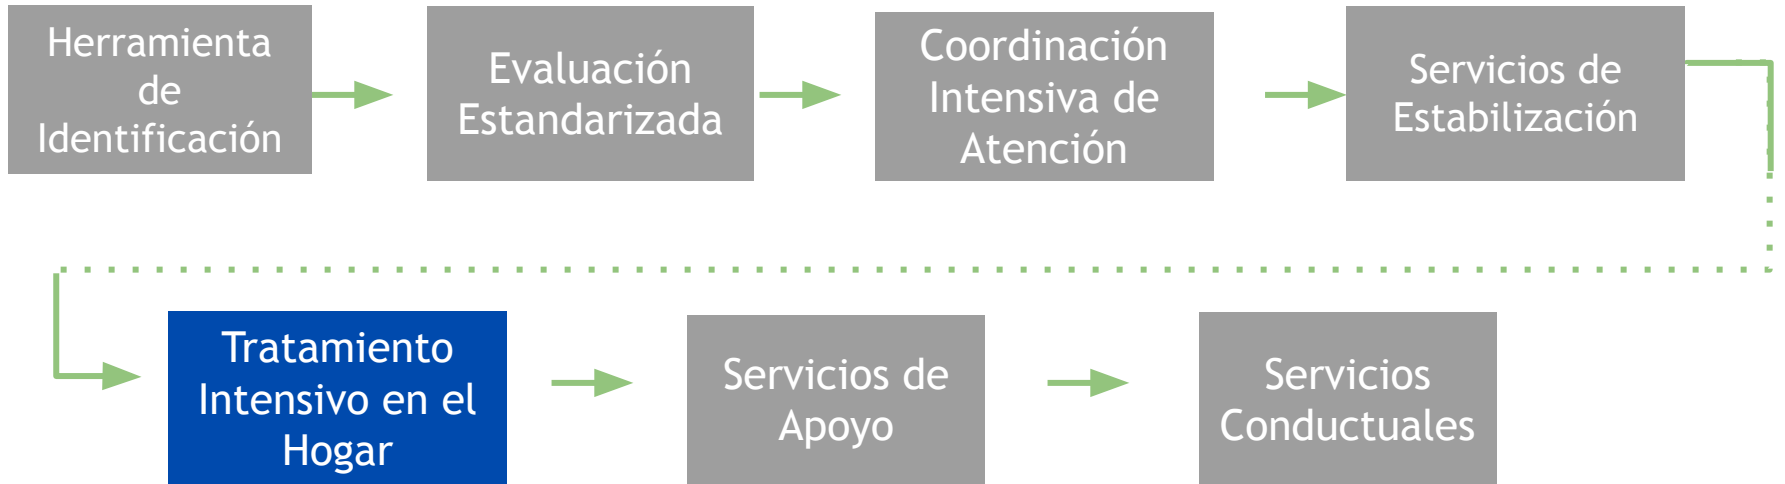 Herramienta
de
Identificación
Evaluación
Estandarizada
Coordinación
Intensiva de
Atención
Servicios de
Estabilización
Tratamiento
Intensivo en el
Hogar
Servicios de
Apoyo
Servicios
Conductuales